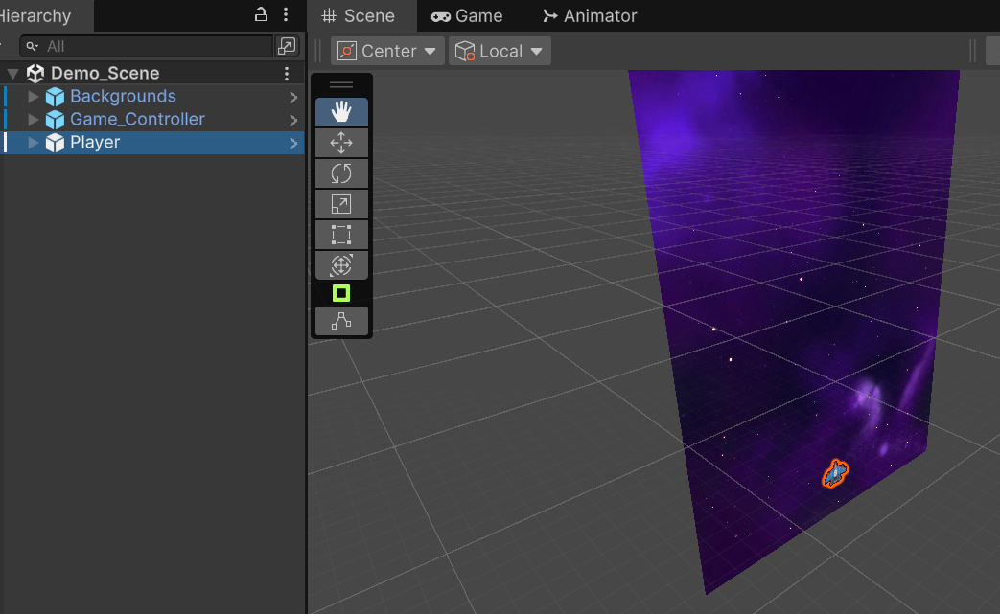 Hierarchy
Scene
Game
Animator
All
Center
Local
Demo_Scene
Backgrounds
Game_Controller
Player